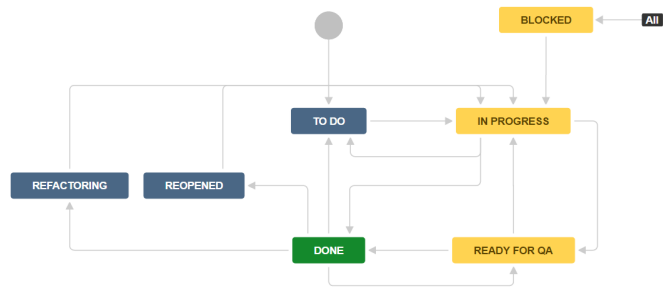 BLOCKED
All
TO DO
IN PROGRESS
REFACTORING
REOPENED
DONE
READY FOR QA